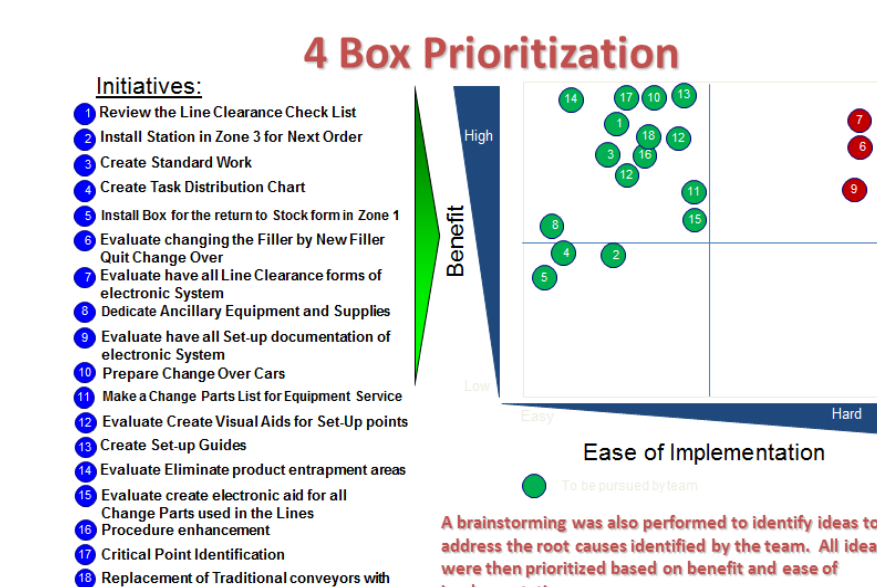 4 Box Prioritization
Initiatives:
1 Review the Line Clearance Check List
2 Install Station in Zone 3 for Next Order
3 Create Standard Work
4 Create Task Distribution Chart
5 Install Box for the return to Stock form in Zone 1
6 Evaluate changing the Filler by New Filler
Quit Change Over
7 Evaluate have all Line Clearance forms of
electronic System
8 Dedicate Ancillary Equipment and Supplies
9 Evaluate have all Set-up documentation of
electronic System
10 Prepare Change Over Cars
11 Make a Change Parts List for Equipment Service
12 Evaluate Create Visual Aids for Set-Up points
13 Create Set-up Guides
14 Evaluate Eliminate product entrapment areas
15 Evaluate create electronic aid for all
Change Parts used in the Lines
16 Procedure enhancement
17 Critical Point Identification
18 Replacement of Traditional conveyors with
Benefit
High
Low
14 17 10 13
1 18 12
3 16
12
11
15
8
4 2
5
7
6
9
Easy
Hard
Ease of Implementation
To be pursued by team
A brainstorming was also performed to identify ideas to
address the root causes identified by the team. All idea
were then prioritized based on benefit and ease of